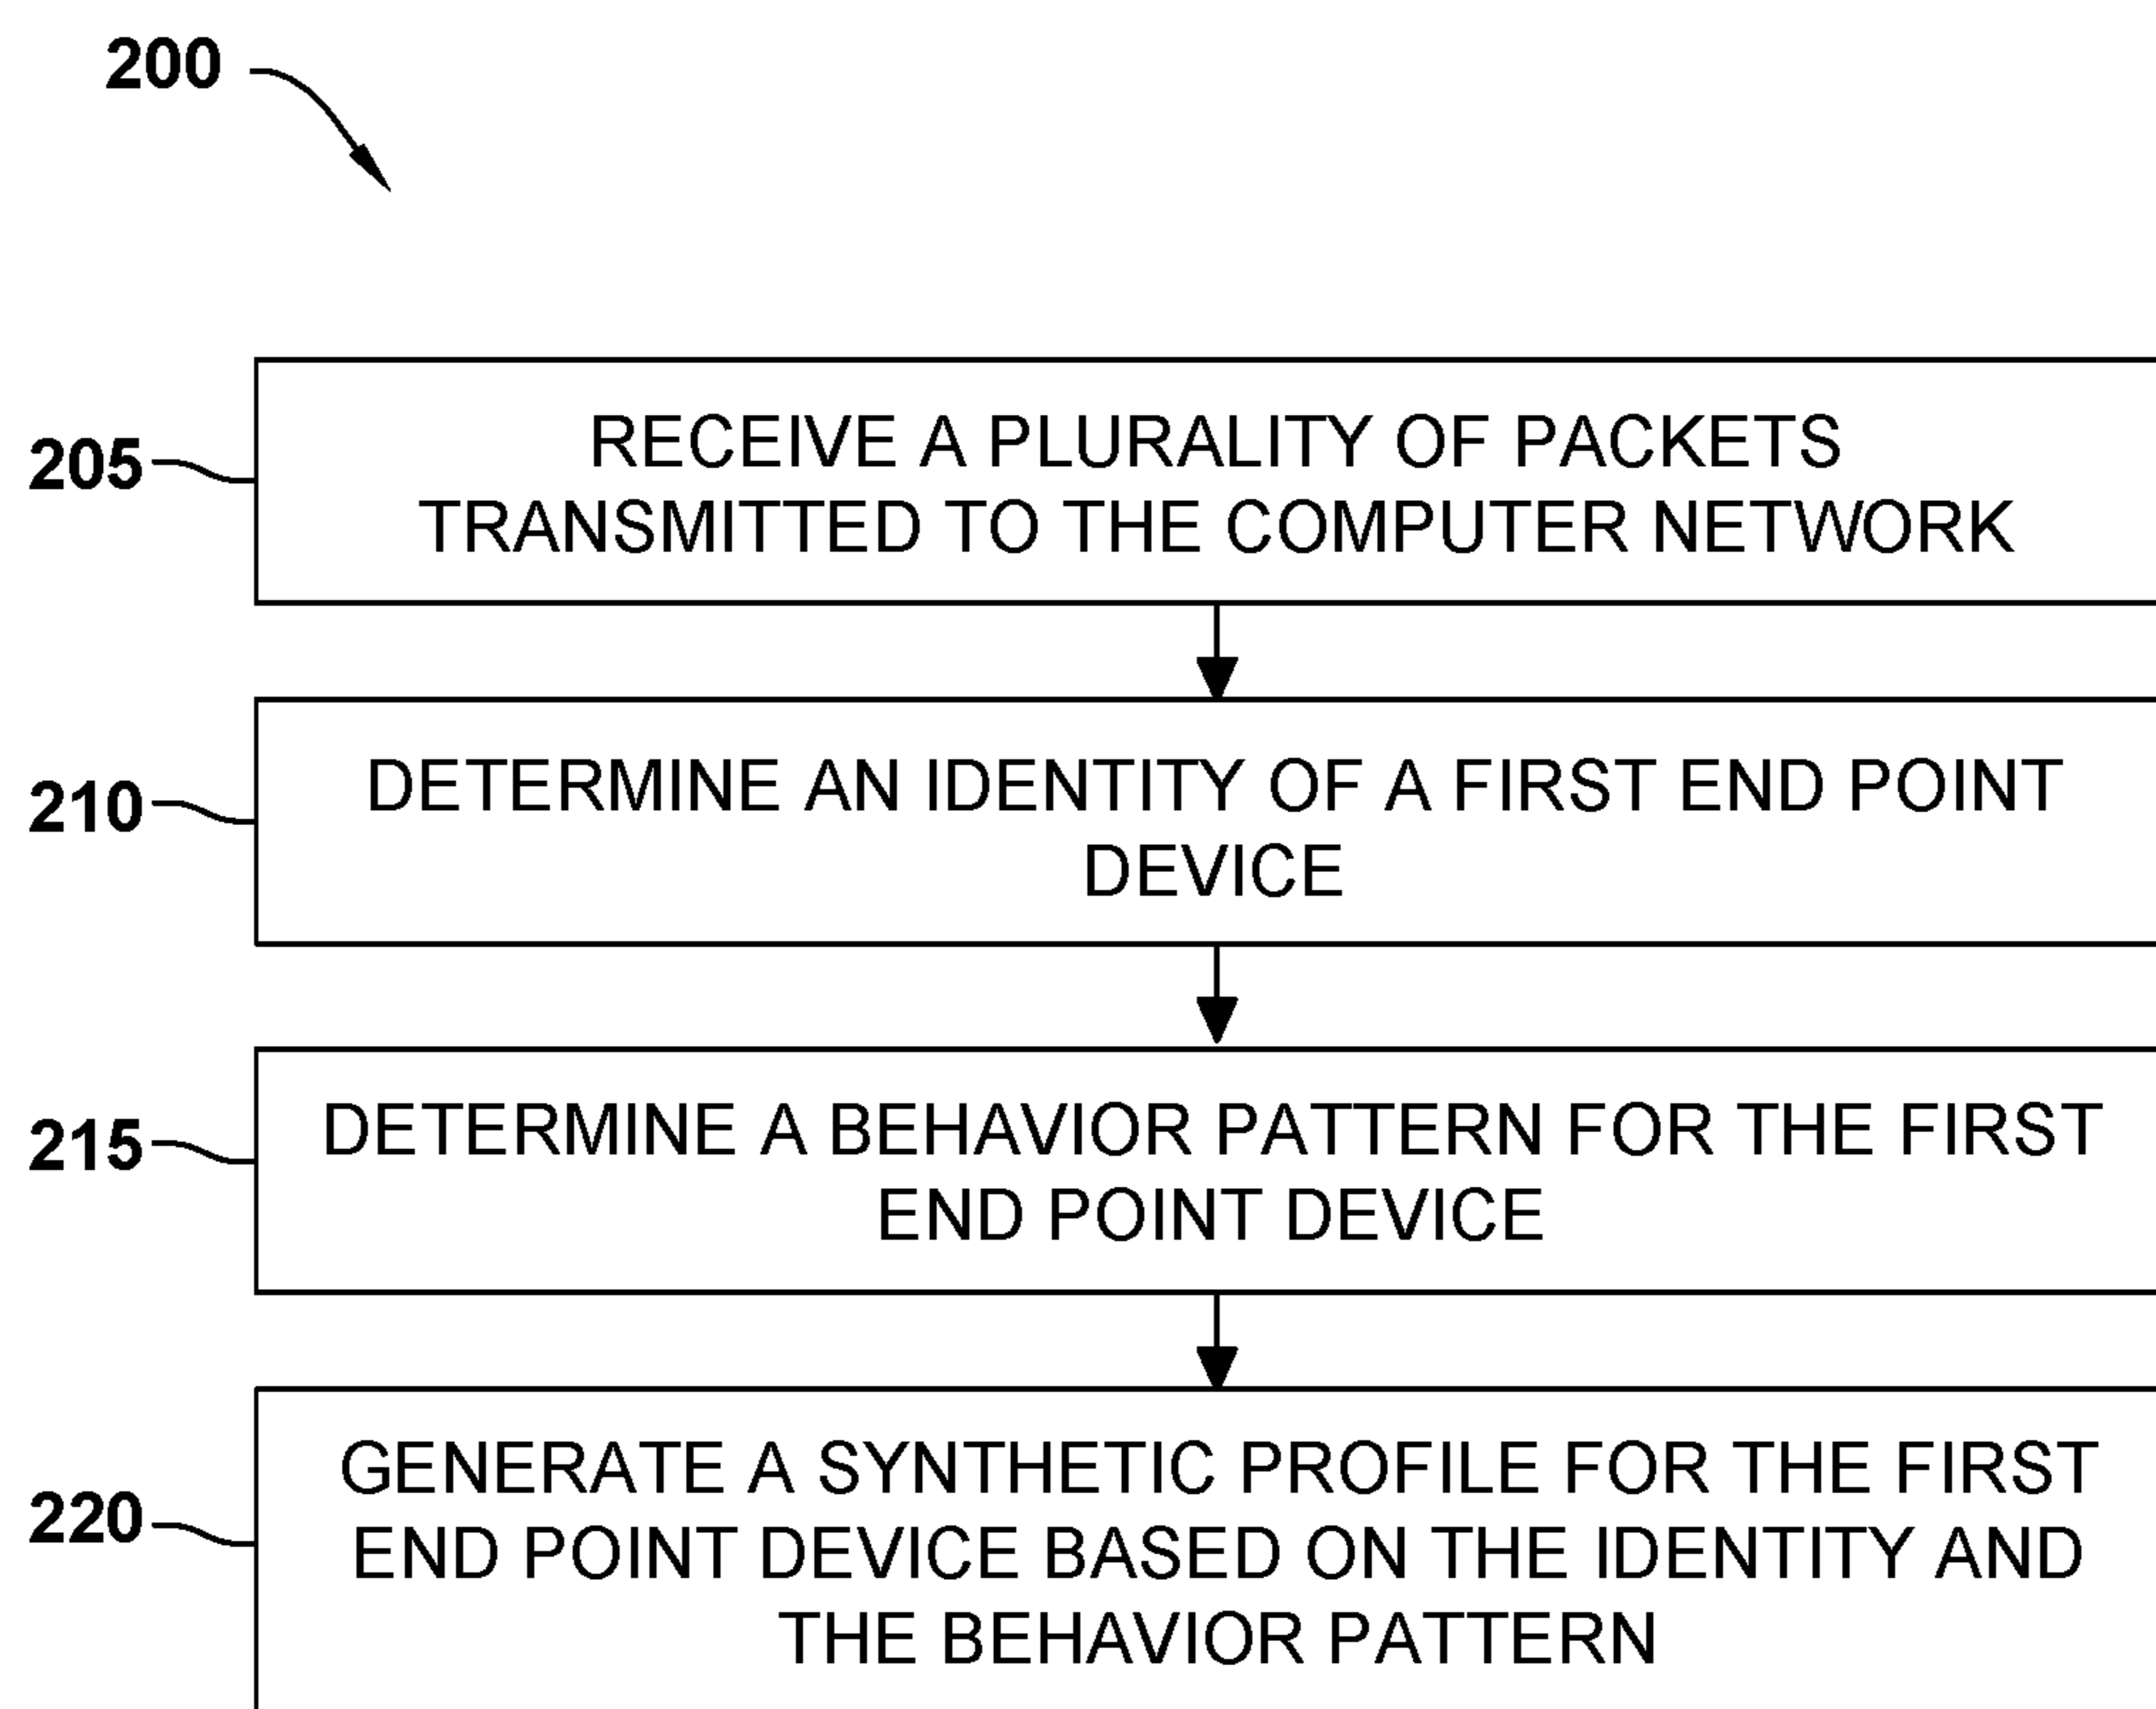 200
205
RECEIVE A PLURALITY OF PACKETS
TRANSMITTED TO THE COMPUTER NETWORK
210
DETERMINE AN IDENTITY OF A FIRST END POINT
DEVICE
215
DETERMINE A BEHAVIOR PATTERN FOR THE FIRST
END POINT DEVICE
220
GENERATE A SYNTHETIC PROFILE FOR THE FIRST
END POINT DEVICE BASED ON THE IDENTITY AND
THE BEHAVIOR PATTERN